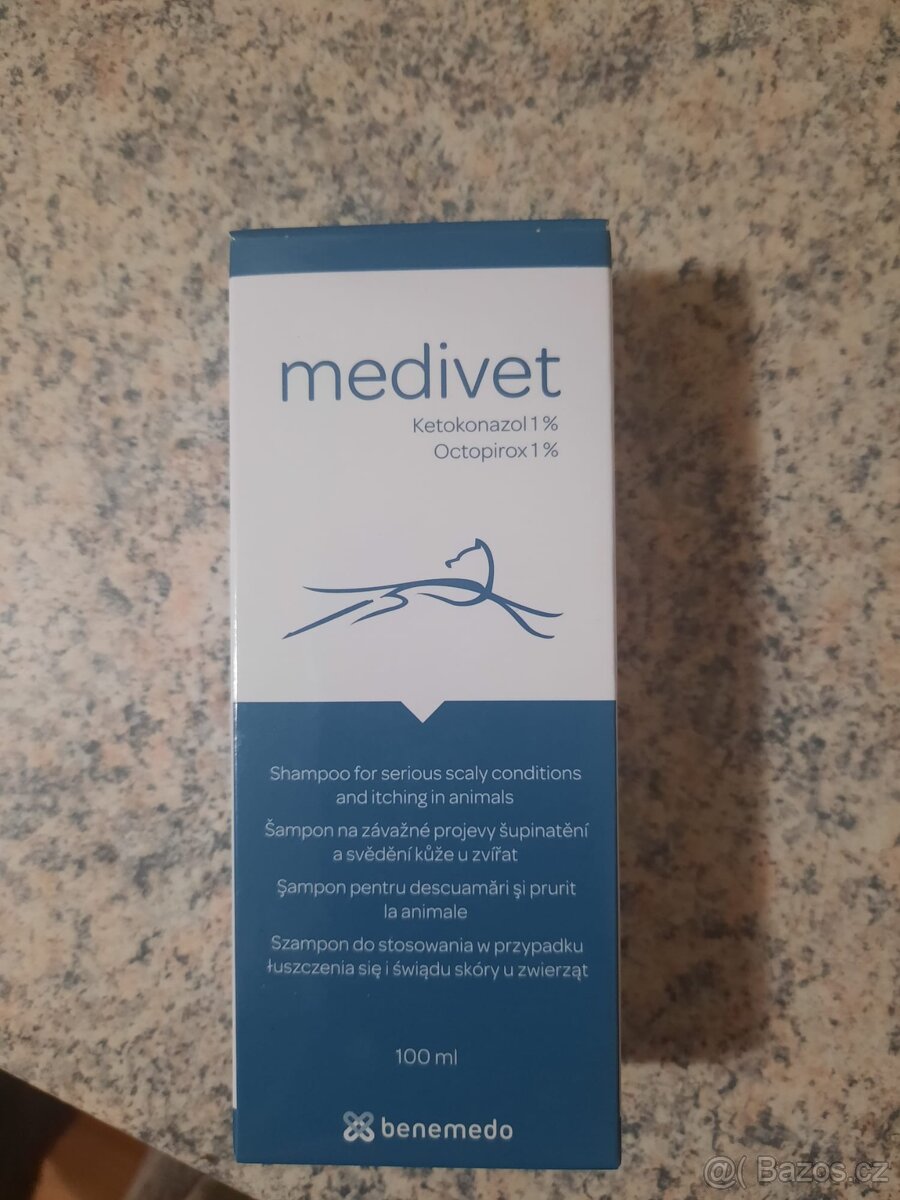 medivet
Ketokonazol 1 %
Octopirox 1 %
Shampoo for serious scaly conditions
and itching in animals
Šampon na závažné projevy šupinatění
a svědění kůže u zvířat
Şampon pentru descuamări şi prurit
la animale
Szampon do stosowania w przypadku
łuszczenia się i świądu skóry u zwierząt
100 ml
benemedo
@( Bazos.cz